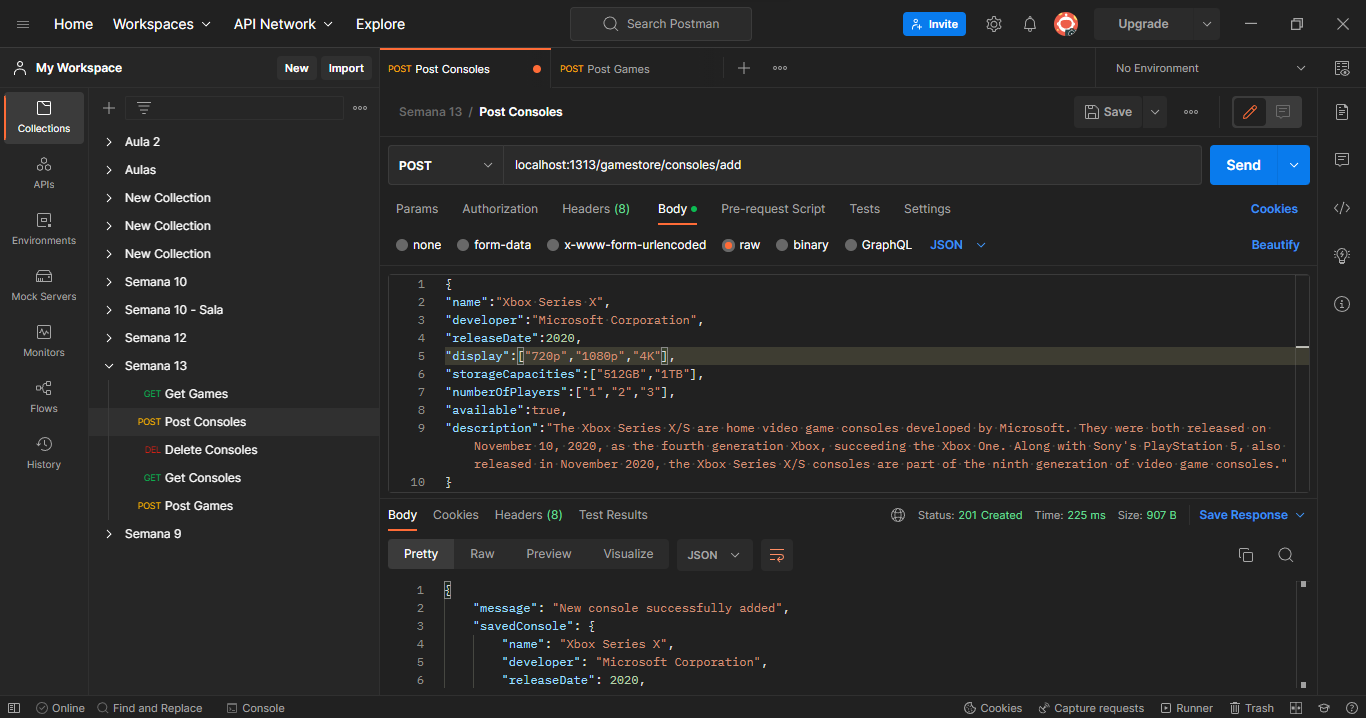 Home Workspaces API Network Explore Search Postman Invite Upgrade
My Workspace New Import POST Post Consoles POST Post Games No Environment
Collections
APIs
Environments
Mock Servers
Monitors
Flows
History
Aula 2
Aulas
New Collection
New Collection
New Collection
Semana 10
Semana 10 - Sala
Semana 12
Semana 13
GET Get Games
POST Post Consoles
DEL Delete Consoles
GET Get Consoles
POST Post Games
Semana 9
Semana 13 / Post Consoles Save
POST localhost:1313/gamestore/consoles/add Send
Params Authorization Headers (8) Body Pre-request Script Tests Settings Cookies
none form-data x-www-form-urlencoded raw binary GraphQL JSON Beautify
1 {
2 "name":"Xbox Series X",
3 "developer":"Microsoft Corporation",
4 "releaseDate":2020,
5 "display":["720p","1080p","4K"],
6 "storageCapacities":["512GB","1TB"],
7 "numberOfPlayers":["1","2","3"],
8 "available":true,
9 "description":"The Xbox Series X/S are home video game consoles developed by Microsoft. They were both released on
November 10, 2020, as the fourth generation Xbox, succeeding the Xbox One. Along with Sony's PlayStation 5, also
released in November 2020, the Xbox Series X/S consoles are part of the ninth generation of video game consoles."
10 }
Body Cookies Headers (8) Test Results Status: 201 Created Time: 225 ms Size: 907 B Save Response
Pretty Raw Preview Visualize JSON
1 {
2 "message": "New console successfully added",
3 "savedConsole": {
4 "name": "Xbox Series X",
5 "developer": "Microsoft Corporation",
6 "releaseDate": 2020,
Online Find and Replace Console Cookies Capture requests Runner Trash